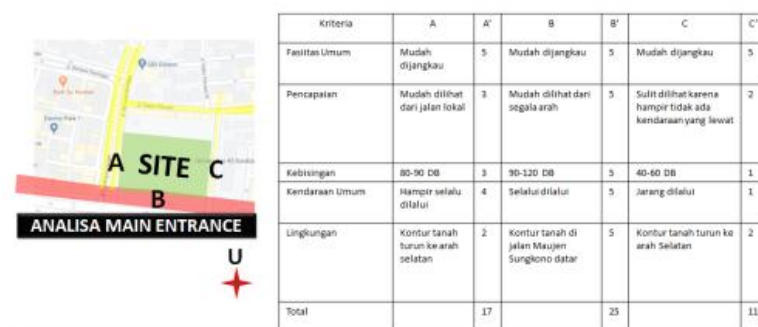 A SITE C
B
ANALISA MAIN ENTRANCE
U
Kriteria A A' B B' C C'
Fasiitas Umum Mudah dijangkau 5 Mudah dijangkau 5 Mudah dijangkau 5
Pencapaian Mudah dilihat dari jalan lokal 3 Mudah dilihat dari segala arah 5 Sulit dilihat karena hampir tidak ada kendaraan yang lewat 2
Kebisingan 80-90 DB 3 90-120 DB 5 40-60 DB 1
Kendaraan Umum Hampir selalu dilalui 4 Selalu dilalui 5 Jarang dilalui 1
Lingkungan Kontur tanah turun ke arah selatan 2 Kontur tanah di jalan Maujen Sungkono datar 5 Kontur tanah turun ke arah Selatan 2
Total 17 25 11